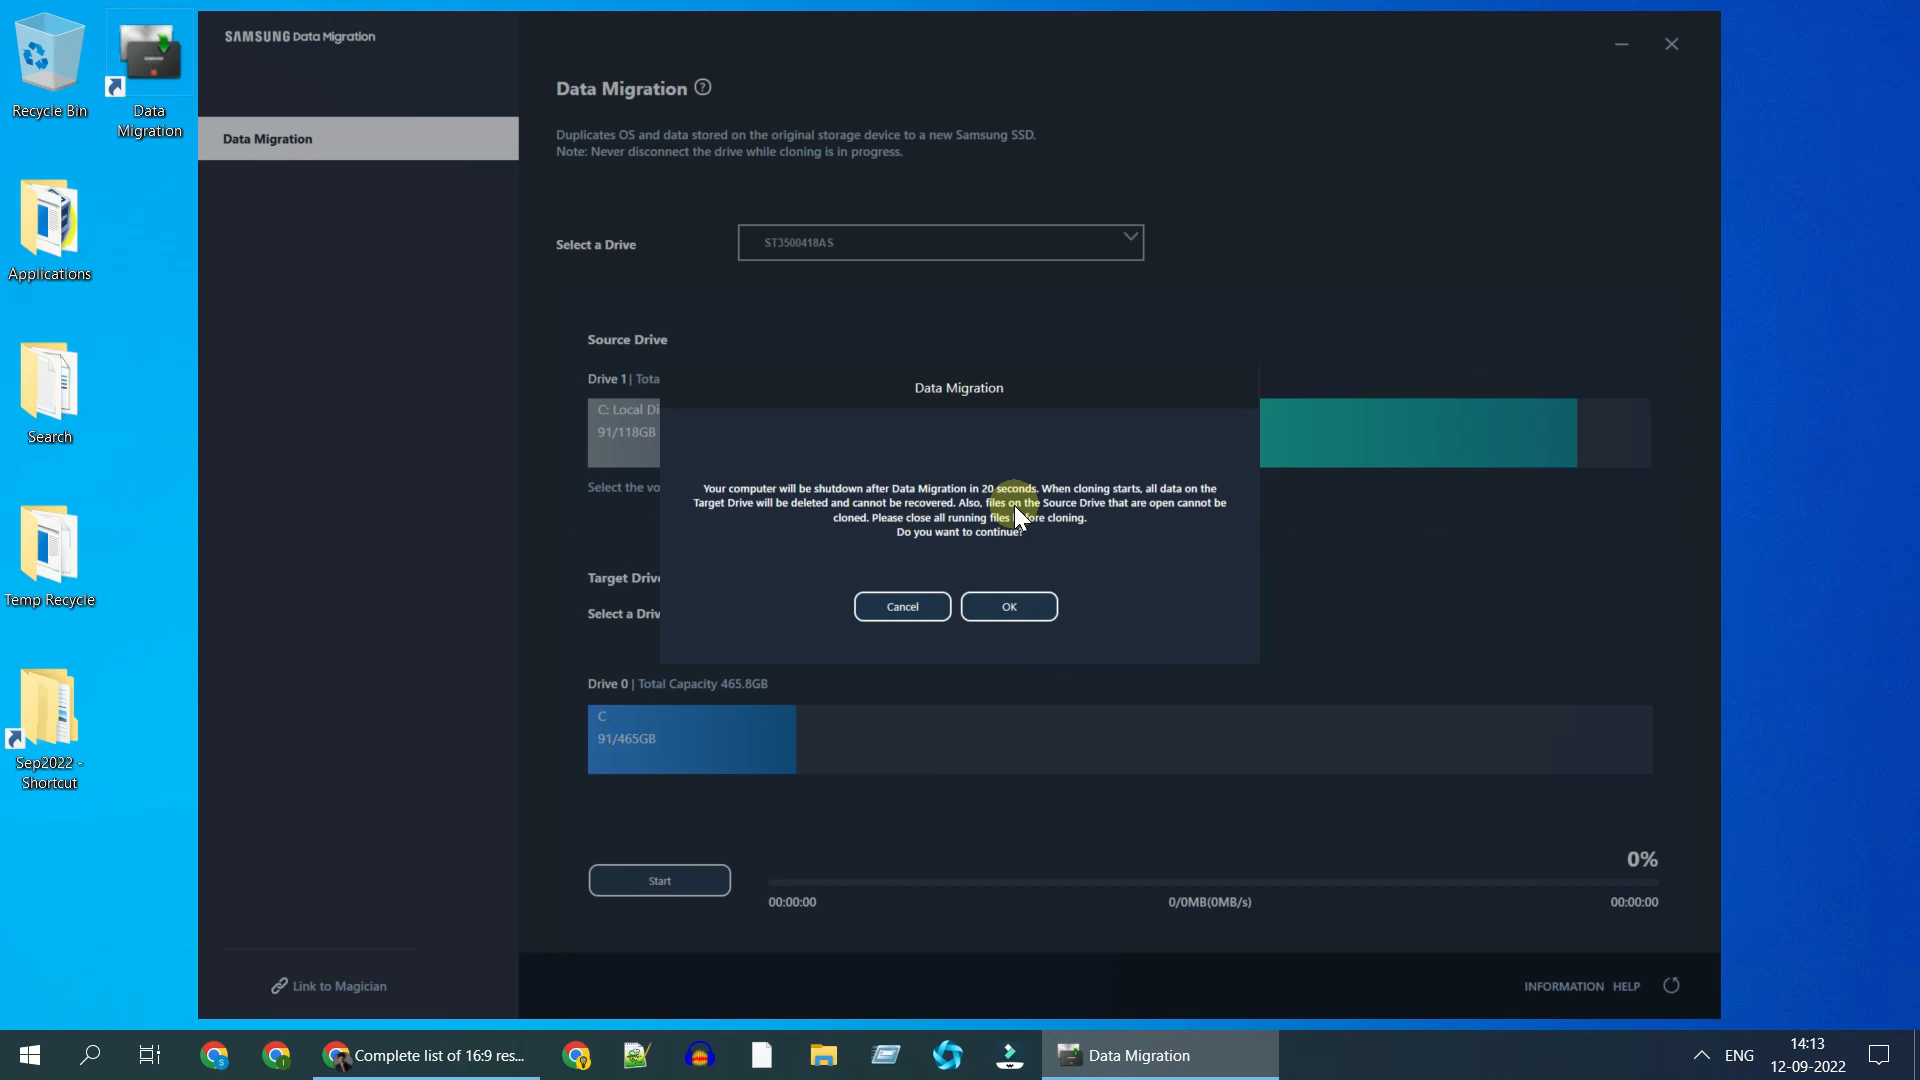 Recycle Bin
Data
Migration
Applications
Search
Temp Recycle
Sep2022 -
Shortcut
SAMSUNG Data Migration
Data Migration
Data Migration ?
Duplicates OS and data stored on the original storage device to a new Samsung SSD.
Note: Never disconnect the drive while cloning is in progress.
Select a Drive
ST3500418AS
Source Drive
Drive 1 | Tota
C: Local Di
91/118GB
Select the vo
Data Migration
Your computer will be shutdown after Data Migration in 20 seconds. When cloning starts, all data on the
Target Drive will be deleted and cannot be recovered. Also, files on the Source Drive that are open cannot be
cloned. Please close all running files before cloning.
Do you want to continue?
Cancel
OK
Target Drive
Select a Driv
Drive 0 | Total Capacity 465.8GB
C
91/465GB
Start
0%
00:00:00
0/0MB(0MB/s)
00:00:00
Link to Magician
INFORMATION HELP
Complete list of 16:9 res...
Data Migration
ENG
14:13
12-09-2022